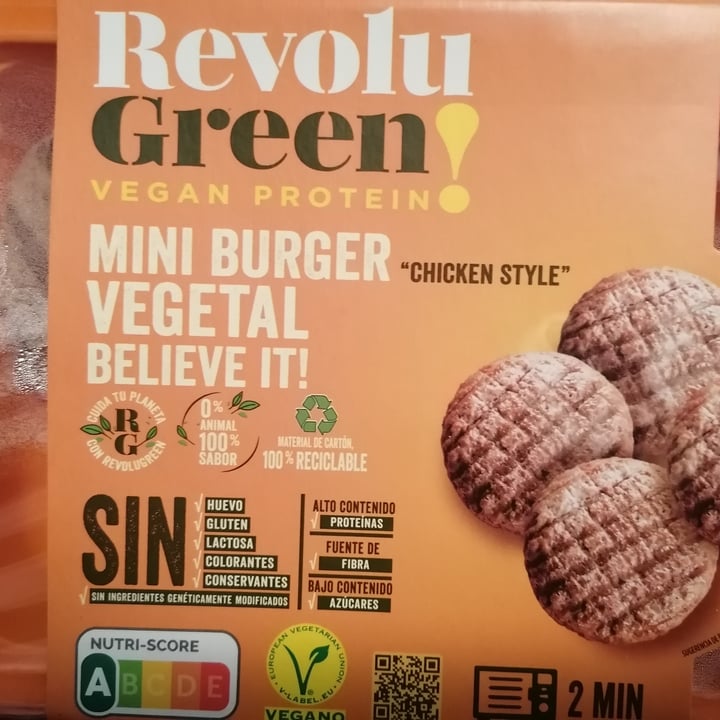 Revolu
Green!
VEGAN PROTEIN
MINI BURGER
"CHICKEN STYLE"
VEGETAL
BELIEVE IT!
CUIDA TU PLANETA
RG
CON REVOLUGREEN
0%
ANIMAL
100%
SABOR
MATERIAL DE CARTÓN,
100% RECICLABLE
SIN
HUEVO
GLUTEN
LACTOSA
COLORANTES
CONSERVANTES
SIN INGREDIENTES GENÉTICAMENTE MODIFICADOS
ALTO CONTENIDO
PROTEÍNAS
FUENTE DE
FIBRA
BAJO CONTENIDO
AZÚCARES
SUGERENCIA DE
NUTRI-SCORE
A B C D E
EUROPEAN VEGETARIAN UNION
V-LABEL.EU
VEGANO
2 MIN